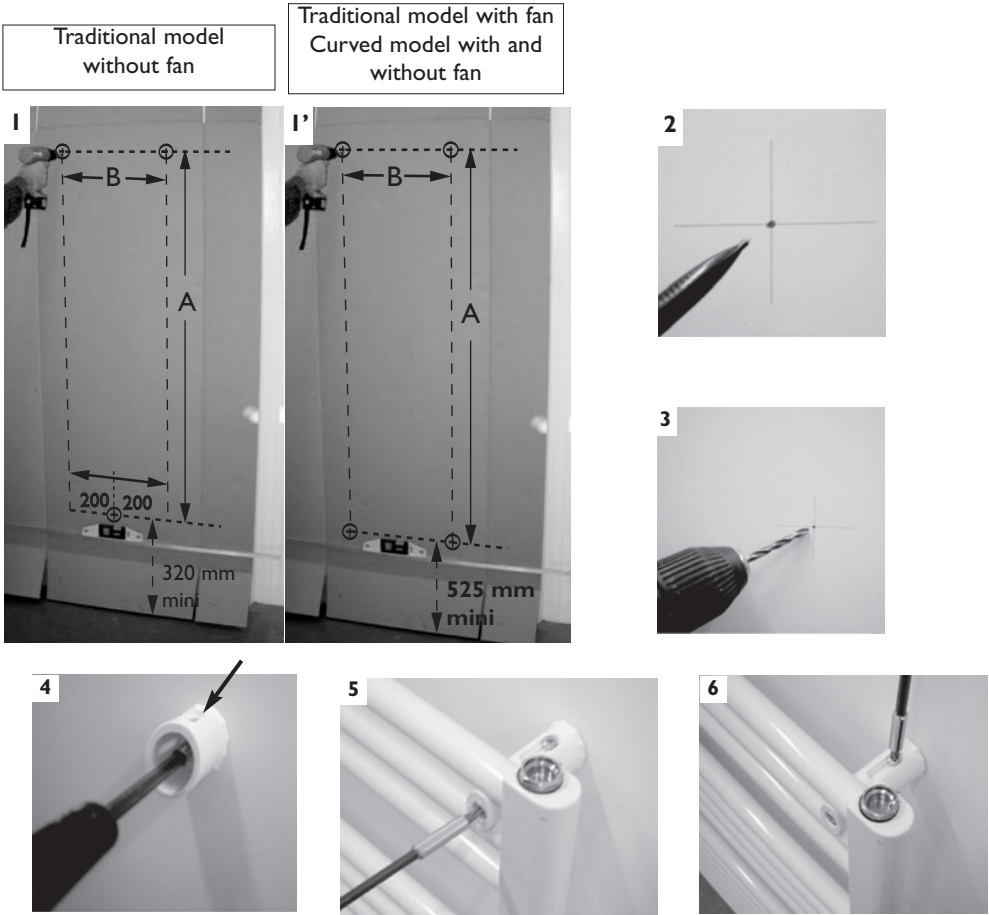 Traditional model
without fan
Traditional model with fan
Curved model with and
without fan
1
B
A
200 200
320 mm
mini
1'
B
A
525 mm
mini
2
3
4
5
6